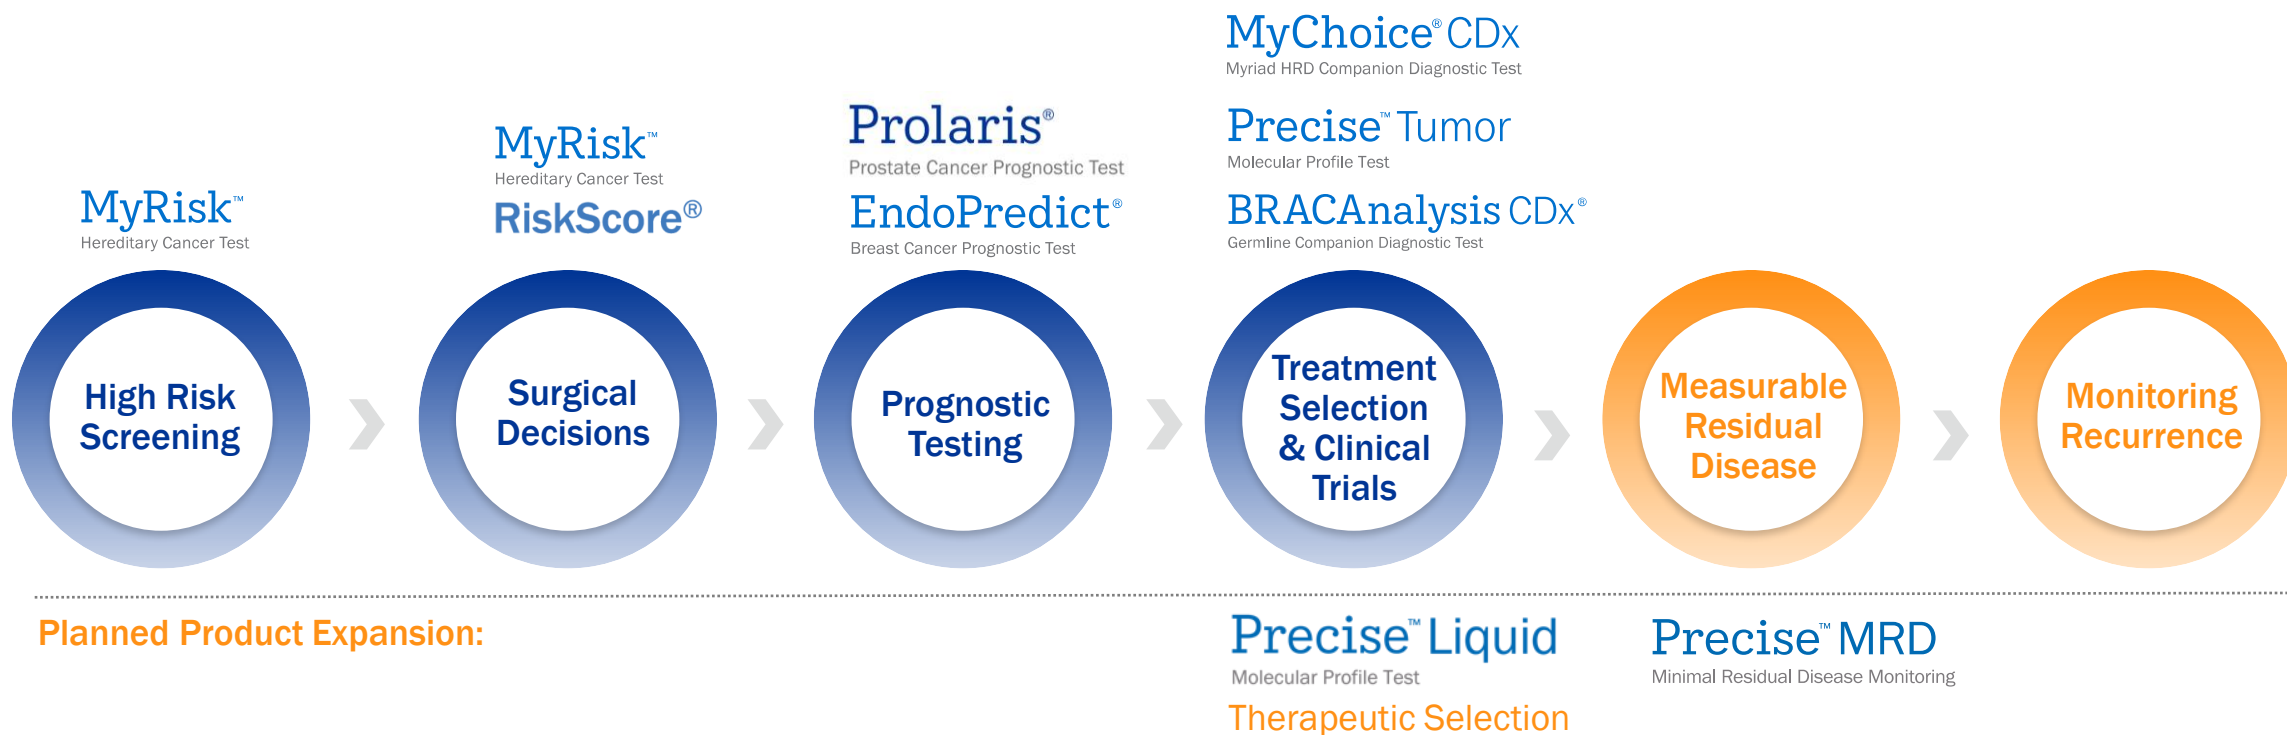 MyRisk™
Hereditary Cancer Test
High Risk
Screening
MyRisk™
Hereditary Cancer Test
RiskScore®
Surgical
Decisions
Prolaris®
Prostate Cancer Prognostic Test
EndoPredict®
Breast Cancer Prognostic Test
Prognostic
Testing
MyChoice® CDx
Myriad HRD Companion Diagnostic Test
Precise™ Tumor
Molecular Profile Test
BRACAnalysis CDx®
Germline Companion Diagnostic Test
Treatment
Selection
& Clinical
Trials
Measurable
Residual
Disease
Monitoring
Recurrence
Planned Product Expansion:
Precise™ Liquid
Molecular Profile Test
Therapeutic Selection
Precise™ MRD
Minimal Residual Disease Monitoring